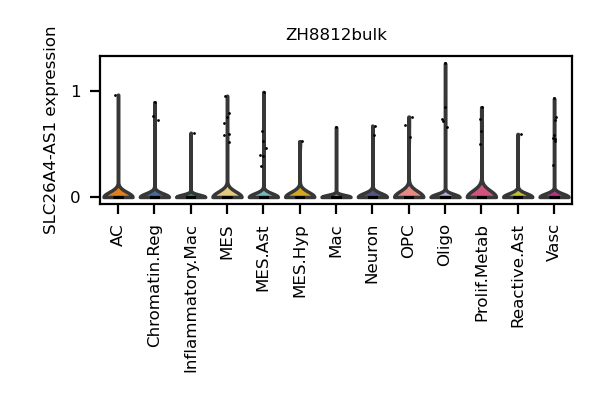 ZH8812bulk
SLC26A4-AS1 expression
1
0
AC
Chromatin.Reg
Inflammatory.Mac
MES
MES.Ast
MES.Hyp
Mac
Neuron
OPC
Oligo
Prolif.Metab
Reactive.Ast
Vasc